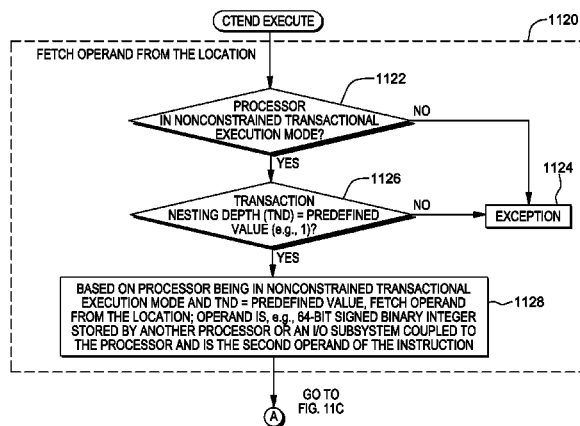 CTEND EXECUTE
1120
FETCH OPERAND FROM THE LOCATION
1122
PROCESSOR
IN NONCONSTRAINED TRANSACTIONAL
EXECUTION MODE?
NO
YES
1124
1126
TRANSACTION
NESTING DEPTH (TND) = PREDEFINED
VALUE (e.g., 1)?
NO
EXCEPTION
YES
BASED ON PROCESSOR BEING IN NONCONSTRAINED TRANSACTIONAL
EXECUTION MODE AND TND = PREDEFINED VALUE, FETCH OPERAND
FROM THE LOCATION; OPERAND IS, e.g., 64-BIT SIGNED BINARY INTEGER
STORED BY ANOTHER PROCESSOR OR AN I/O SUBSYSTEM COUPLED TO
THE PROCESSOR AND IS THE SECOND OPERAND OF THE INSTRUCTION
1128
GO TO
FIG. 11C
A